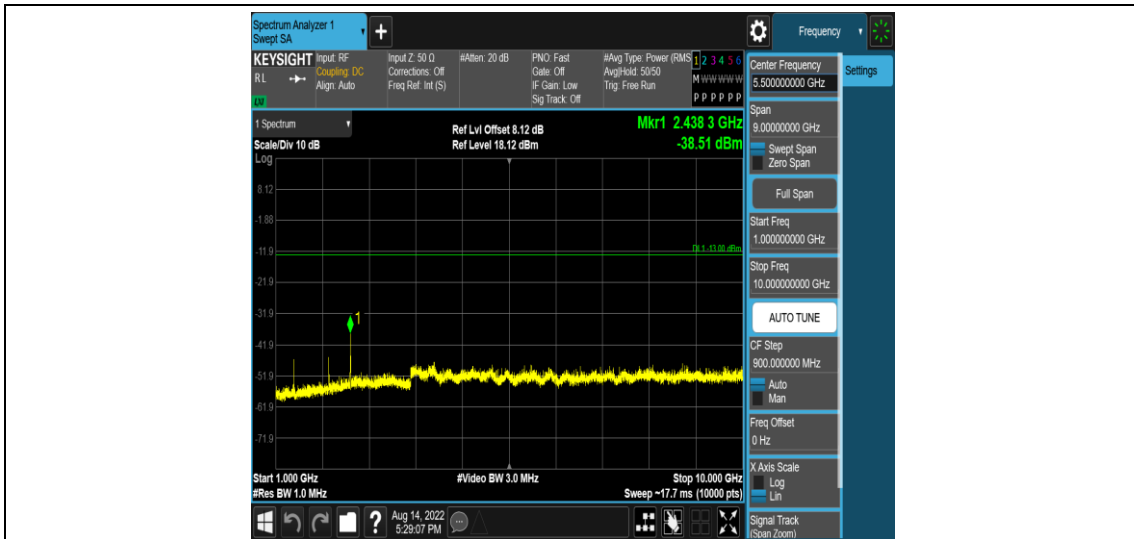 Spectrum Analyzer 1
Swept SA
+
Frequency
KEYSIGHT
RL
LXI
Input: RF
Coupling: DC
Align: Auto
Input Z: 50 Ω
Corrections: Off
Freq Ref: Int (S)
#Atten: 20 dB
PNO: Fast
Gate: Off
IF Gain: Low
Sig Track: Off
#Avg Type: Power (RMS
Avg|Hold: 50/50
Trig: Free Run
1 2 3 4 5 6
M W W W W W
P P P P P P
1 Spectrum
Scale/Div 10 dB
Log
Ref Lvl Offset 8.12 dB
Ref Level 18.12 dBm
Mkr1 2.438 3 GHz
-38.51 dBm
8.12
-1.88
-11.9
DL1 -13.00 dBm
-21.9
-31.9
1
-41.9
-51.9
-61.9
-71.9
Start 1.000 GHz
#Res BW 1.0 MHz
#Video BW 3.0 MHz
Stop 10.000 GHz
Sweep ~17.7 ms (10000 pts)
?
Aug 14, 2022
5:29:07 PM
Center Frequency
5.500000000 GHz
Settings
Span
9.00000000 GHz
Swept Span
Zero Span
Full Span
Start Freq
1.000000000 GHz
Stop Freq
10.000000000 GHz
AUTO TUNE
CF Step
900.000000 MHz
Auto
Man
Freq Offset
0 Hz
X Axis Scale
Log
Lin
Signal Track
(Span Zoom)